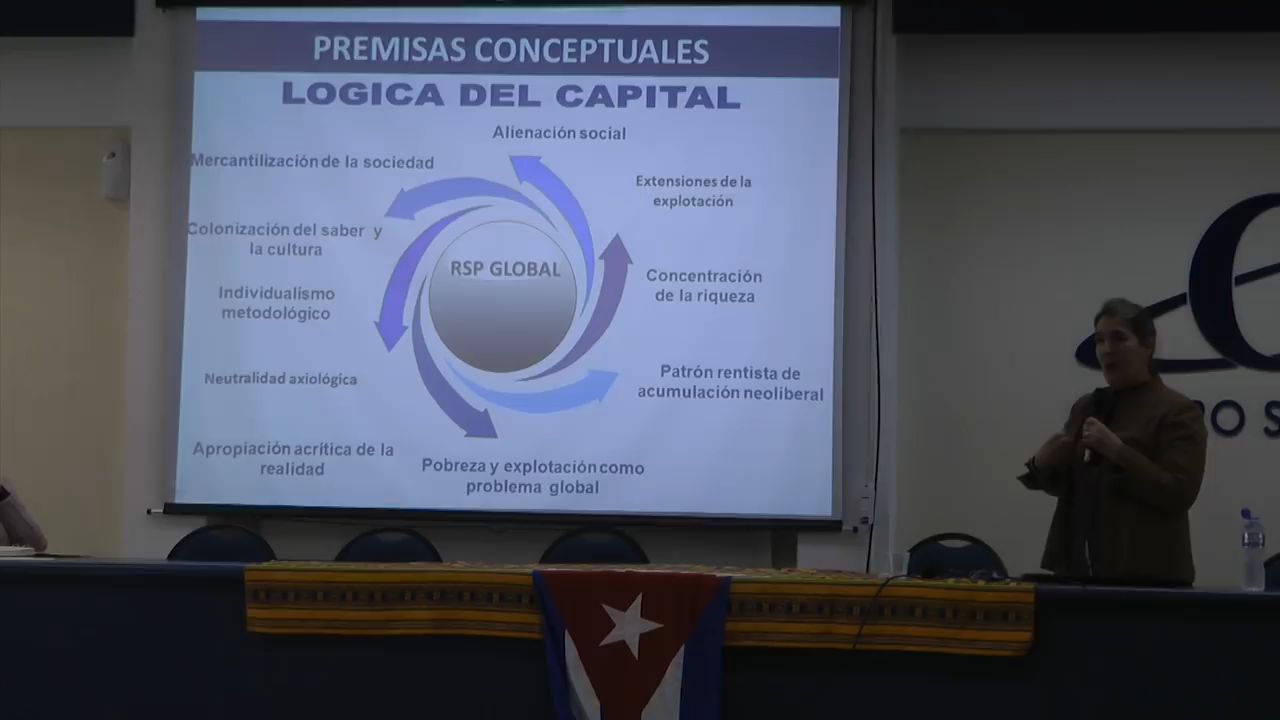 PREMISAS CONCEPTUALES
LOGICA DEL CAPITAL
Alienación social
Mercantilización de la sociedad
Extensiones de la
explotación
Colonización del saber y
la cultura
RSP GLOBAL
Concentración
de la riqueza
Individualismo
metodológico
Patrón rentista de
acumulación neoliberal
Neutralidad axiológica
Apropiación acrítica de la
realidad
Pobreza y explotación como
problema global